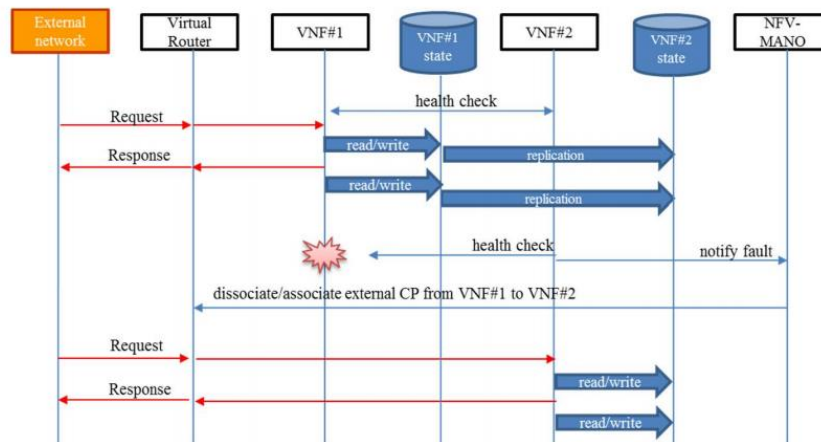 External
network
Virtual
Router
VNF#1
VNF#1
state
VNF#2
VNF#2
state
NFV-
MANO
health check
Request
read/write
Response
replication
read/write
replication
health check
notify fault
dissociate/associate external CP from VNF#1 to VNF#2
Request
read/write
Response
read/write